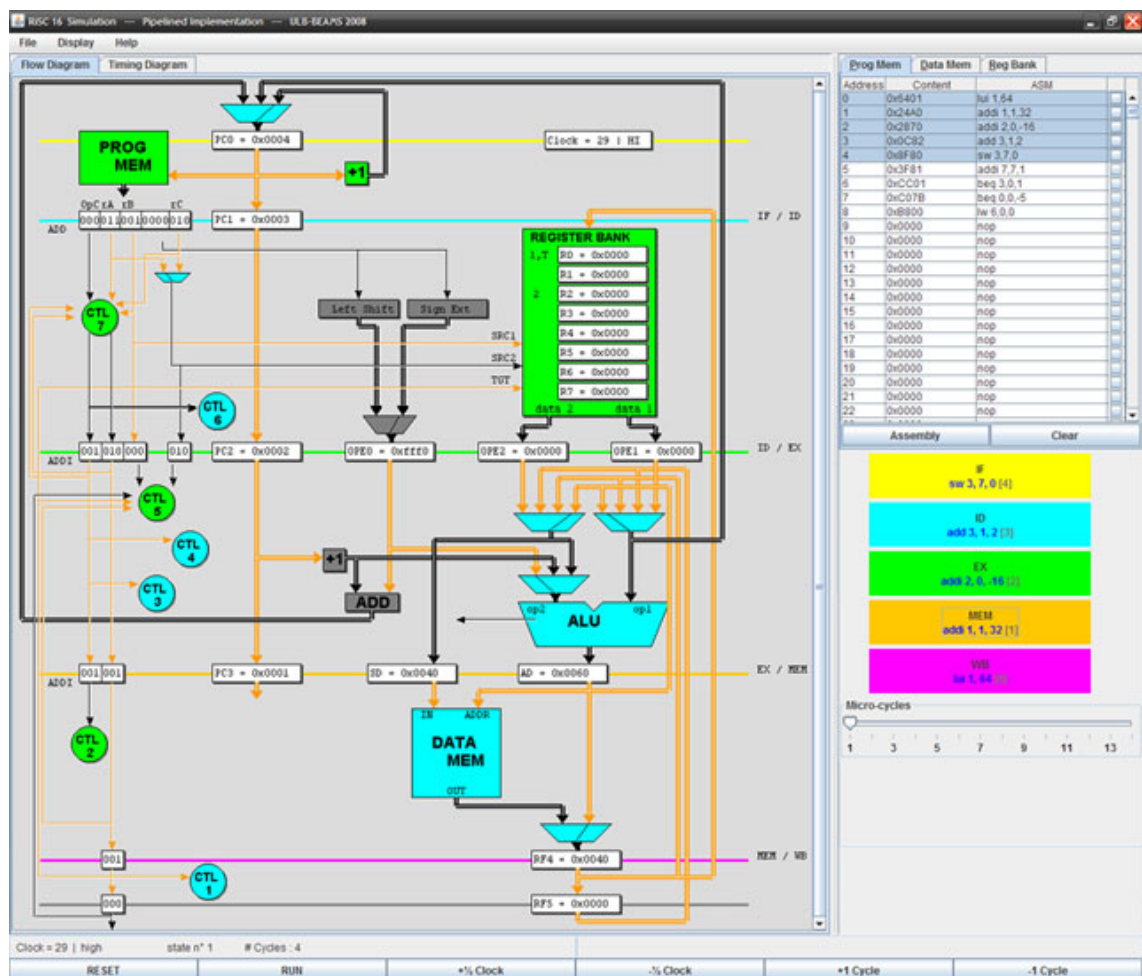 RiSC 16 Simulation — Pipelined Implementation — ULB-BEAMS 2008
File Display Help
Flow Diagram Timing Diagram
PROG MEM
PC0 = 0x0004
Clock = 29 | HI
+1
OpC rA rB rC
000 011 001 0000 010
ADD
PC1 = 0x0003
IF / ID
REGISTER BANK
1,T R0 = 0x0000
R1 = 0x0000
2 R2 = 0x0000
R3 = 0x0000
R4 = 0x0000
R5 = 0x0000
R6 = 0x0000
R7 = 0x0000
data 2 data 1
Left Shift
Sign Ext
CTL 7
SRC1
SRC2
TGT
CTL 6
001 010 000 010
ADDI
PC2 = 0x0002
OPE0 = 0xfff0
OPE2 = 0x0000
OPE1 = 0x0000
ID / EX
CTL 5
CTL 4
CTL 3
+1
ADD
op2 op1
ALU
001 001
ADDI
PC3 = 0x0001
SD = 0x0040
AD = 0x0060
EX / MEM
CTL 2
IN ADDR
DATA MEM
OUT
001
RF4 = 0x0040
MEM / WB
CTL 1
000
RF5 = 0x0000
Prog Mem Data Mem Reg Bank
Address Content ASM
0 0x6401 lui 1,64
1 0x24A0 addi 1,1,32
2 0x2870 addi 2,0,-16
3 0x0C82 add 3,1,2
4 0x8F80 sw 3,7,0
5 0x3F81 addi 7,7,1
6 0xCC01 beq 3,0,1
7 0xC07B beq 0,0,-5
8 0xB800 lw 6,0,0
9 0x0000 nop
10 0x0000 nop
11 0x0000 nop
12 0x0000 nop
13 0x0000 nop
14 0x0000 nop
15 0x0000 nop
16 0x0000 nop
17 0x0000 nop
18 0x0000 nop
19 0x0000 nop
20 0x0000 nop
21 0x0000 nop
22 0x0000 nop
Assembly Clear
IF
sw 3, 7, 0 [4]
ID
add 3, 1, 2 [3]
EX
addi 2, 0, -16 [2]
MEM
addi 1, 1, 32 [1]
WB
lui 1, 64
Micro-cycles
1 3 5 7 9 11 13
Clock = 29 | high state n° 1 # Cycles : 4
RESET RUN +½ Clock -½ Clock +1 Cycle -1 Cycle